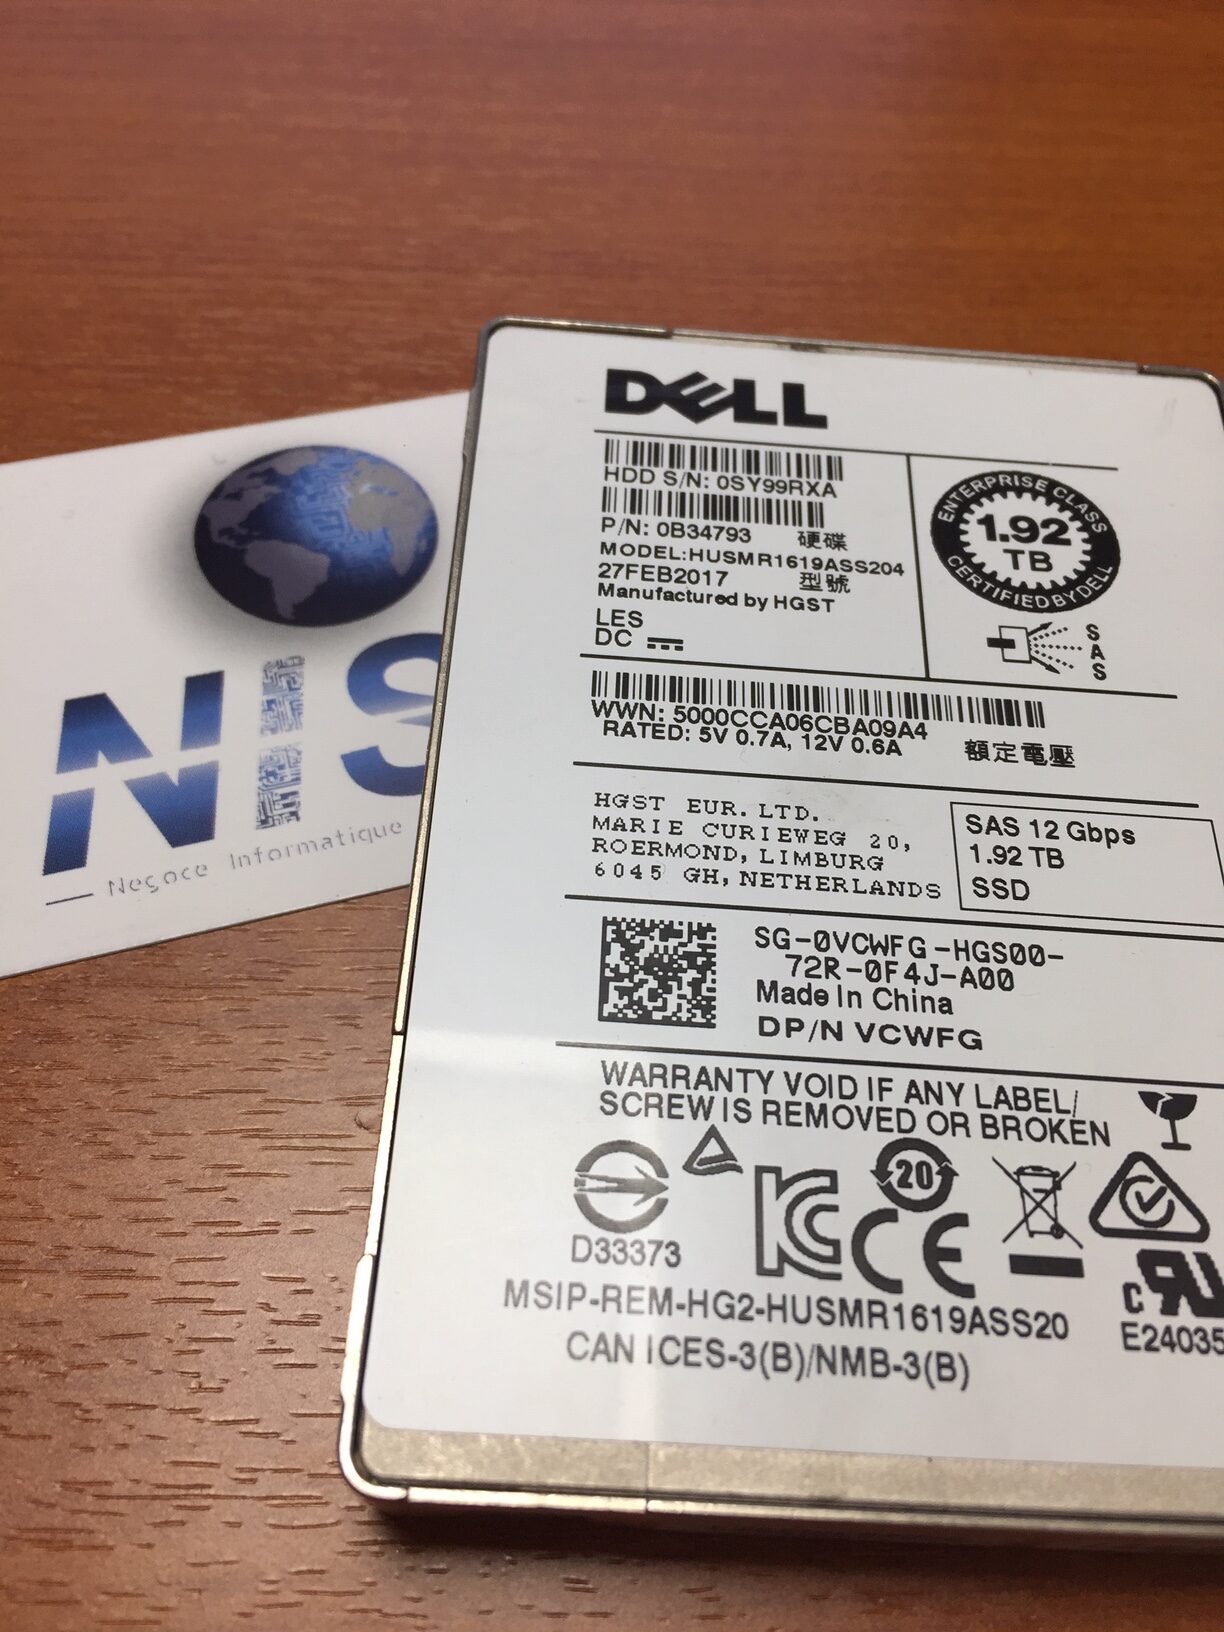 NIS
Negoce Informatique
DELL
HDD S/N: 0SY99RXA
P/N: 0B34793 硬碟
MODEL:HUSMR1619ASS204
27FEB2017 型號
Manufactured by HGST
LES
DC
ENTERPRISE CLASS
1.92
TB
CERTIFIED BY DELL
S
A
S
WWN: 5000CCA06CBA09A4
RATED: 5V 0.7A, 12V 0.6A 額定電壓
HGST EUR. LTD.
MARIE CURIEWEG 20,
ROERMOND, LIMBURG
6045 GH, NETHERLANDS
SAS 12 Gbps
1.92 TB
SSD
SG-0VCWFG-HGS00-
72R-0F4J-A00
Made In China
DP/N VCWFG
WARRANTY VOID IF ANY LABEL/
SCREW IS REMOVED OR BROKEN
20
D33373
MSIP-REM-HG2-HUSMR1619ASS20
CAN ICES-3(B)/NMB-3(B)
E24035